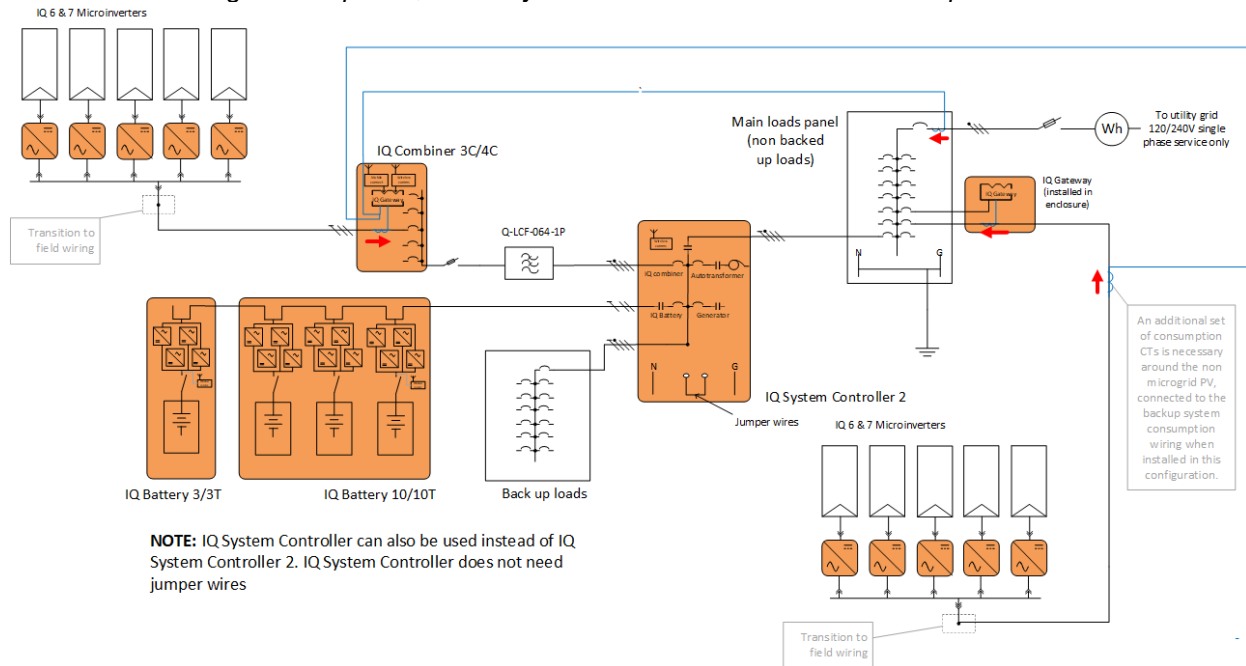 IQ 6 & 7 Microinverters
To utility grid
120/240V single
phase service only
Wh
Main loads panel
(non backed
up loads)
IQ Combiner 3C/4C
IQ Gateway
IQ Gateway
(installed in
enclosure)
IQ Gateway
Transition to
field wiring
Q-LCF-064-1P
N
G
IQ combiner
Autotransformer
IQ Battery
Generator
N
G
An additional set
of consumption
CTs is necessary
around the non
microgrid PV,
connected to the
backup system
consumption
wiring when
installed in this
configuration.
IQ System Controller 2
Jumper wires
IQ 6 & 7 Microinverters
IQ Battery 3/3T
IQ Battery 10/10T
Back up loads
NOTE: IQ System Controller can also be used instead of IQ
System Controller 2. IQ System Controller does not need
jumper wires
Transition to
field wiring